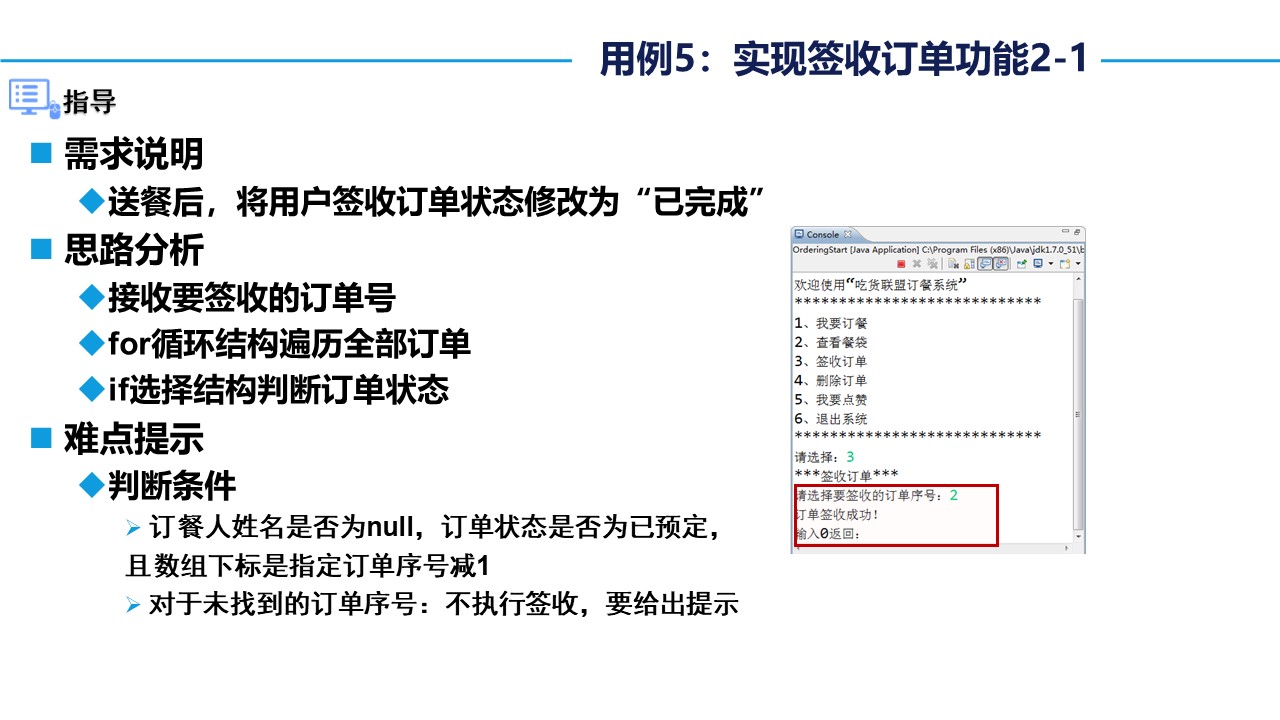 用例5：实现签收订单功能2-1
指导
需求说明
送餐后，将用户签收订单状态修改为“已完成”
思路分析
接收要签收的订单号
for循环结构遍历全部订单
if选择结构判断订单状态
难点提示
判断条件
订餐人姓名是否为null，订单状态是否为已预定，
且数组下标是指定订单序号减1
对于未找到的订单序号：不执行签收，要给出提示
Console
OrderingStart [Java Application] C:\Program Files (x86)\Java\jdk1.7.0_51\b
欢迎使用“吃货联盟订餐系统”
****************************
1、我要订餐
2、查看餐袋
3、签收订单
4、删除订单
5、我要点赞
6、退出系统
****************************
请选择：3
***签收订单***
请选择要签收的订单序号：2
订单签收成功！
输入0返回：